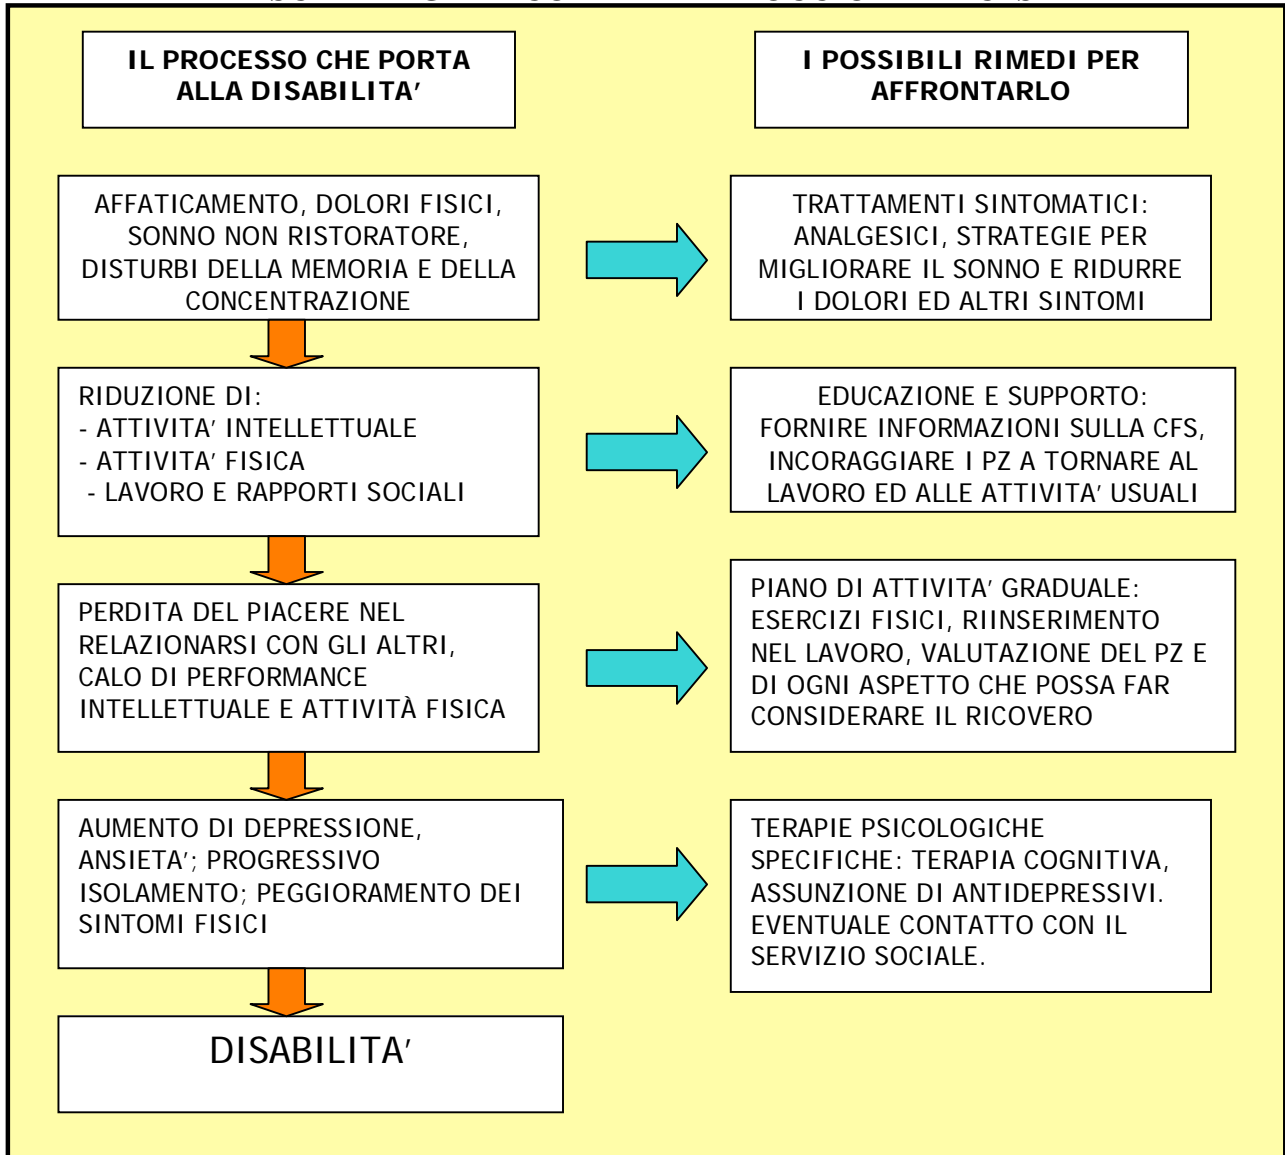 IL PROCESSO CHE PORTA
ALLA DISABILITA’
I POSSIBILI RIMEDI PER
AFFRONTARLO
AFFATICAMENTO, DOLORI FISICI,
SONNO NON RISTORATORE,
DISTURBI DELLA MEMORIA E DELLA
CONCENTRAZIONE
TRATTAMENTI SINTOMATICI:
ANALGESICI, STRATEGIE PER
MIGLIORARE IL SONNO E RIDURRE
I DOLORI ED ALTRI SINTOMI
RIDUZIONE DI:
- ATTIVITA’ INTELLETTUALE
- ATTIVITA’ FISICA
- LAVORO E RAPPORTI SOCIALI
EDUCAZIONE E SUPPORTO:
FORNIRE INFORMAZIONI SULLA CFS,
INCORAGGIARE I PZ A TORNARE AL
LAVORO ED ALLE ATTIVITA’ USUALI
PERDITA DEL PIACERE NEL
RELAZIONARSI CON GLI ALTRI,
CALO DI PERFORMANCE
INTELLETTUALE E ATTIVITÀ FISICA
PIANO DI ATTIVITA’ GRADUALE:
ESERCIZI FISICI, RIINSERIMENTO
NEL LAVORO, VALUTAZIONE DEL PZ E
DI OGNI ASPETTO CHE POSSA FAR
CONSIDERARE IL RICOVERO
AUMENTO DI DEPRESSIONE,
ANSIETA’; PROGRESSIVO
ISOLAMENTO; PEGGIORAMENTO DEI
SINTOMI FISICI
TERAPIE PSICOLOGICHE
SPECIFICHE: TERAPIA COGNITIVA,
ASSUNZIONE DI ANTIDEPRESSIVI.
EVENTUALE CONTATTO CON IL
SERVIZIO SOCIALE.
DISABILITA’